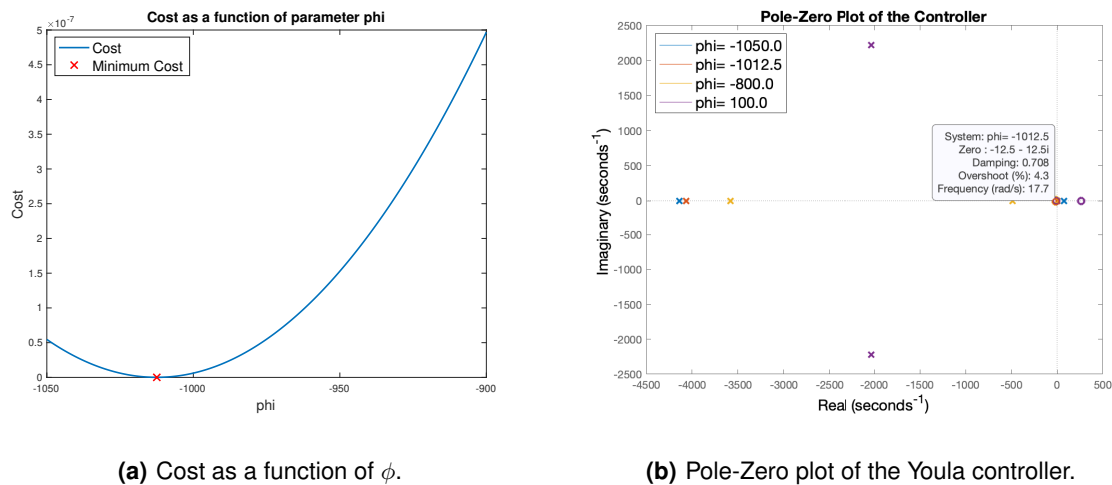 Cost as a function of parameter phi
×10⁻⁷
5
4.5
4
3.5
3
2.5
2
1.5
1
0.5
0
Cost
Cost
Minimum Cost
-1050
-1000
-950
-900
phi
(a) Cost as a function of ϕ.
Pole-Zero Plot of the Controller
2500
2000
1500
1000
500
0
-500
-1000
-1500
2000
-2500
Imaginary (seconds⁻¹)
phi= -1050.0
phi= -1012.5
phi= -800.0
phi= 100.0
System: phi= -1012.5
Zero : -12.5 - 12.5i
Damping: 0.708
Overshoot (%): 4.3
Frequency (rad/s): 17.7
-4500
-4000
-3500
-3000
-2500
-2000
-1500
-1000
-500
0
500
Real (seconds⁻¹)
(b) Pole-Zero plot of the Youla controller.